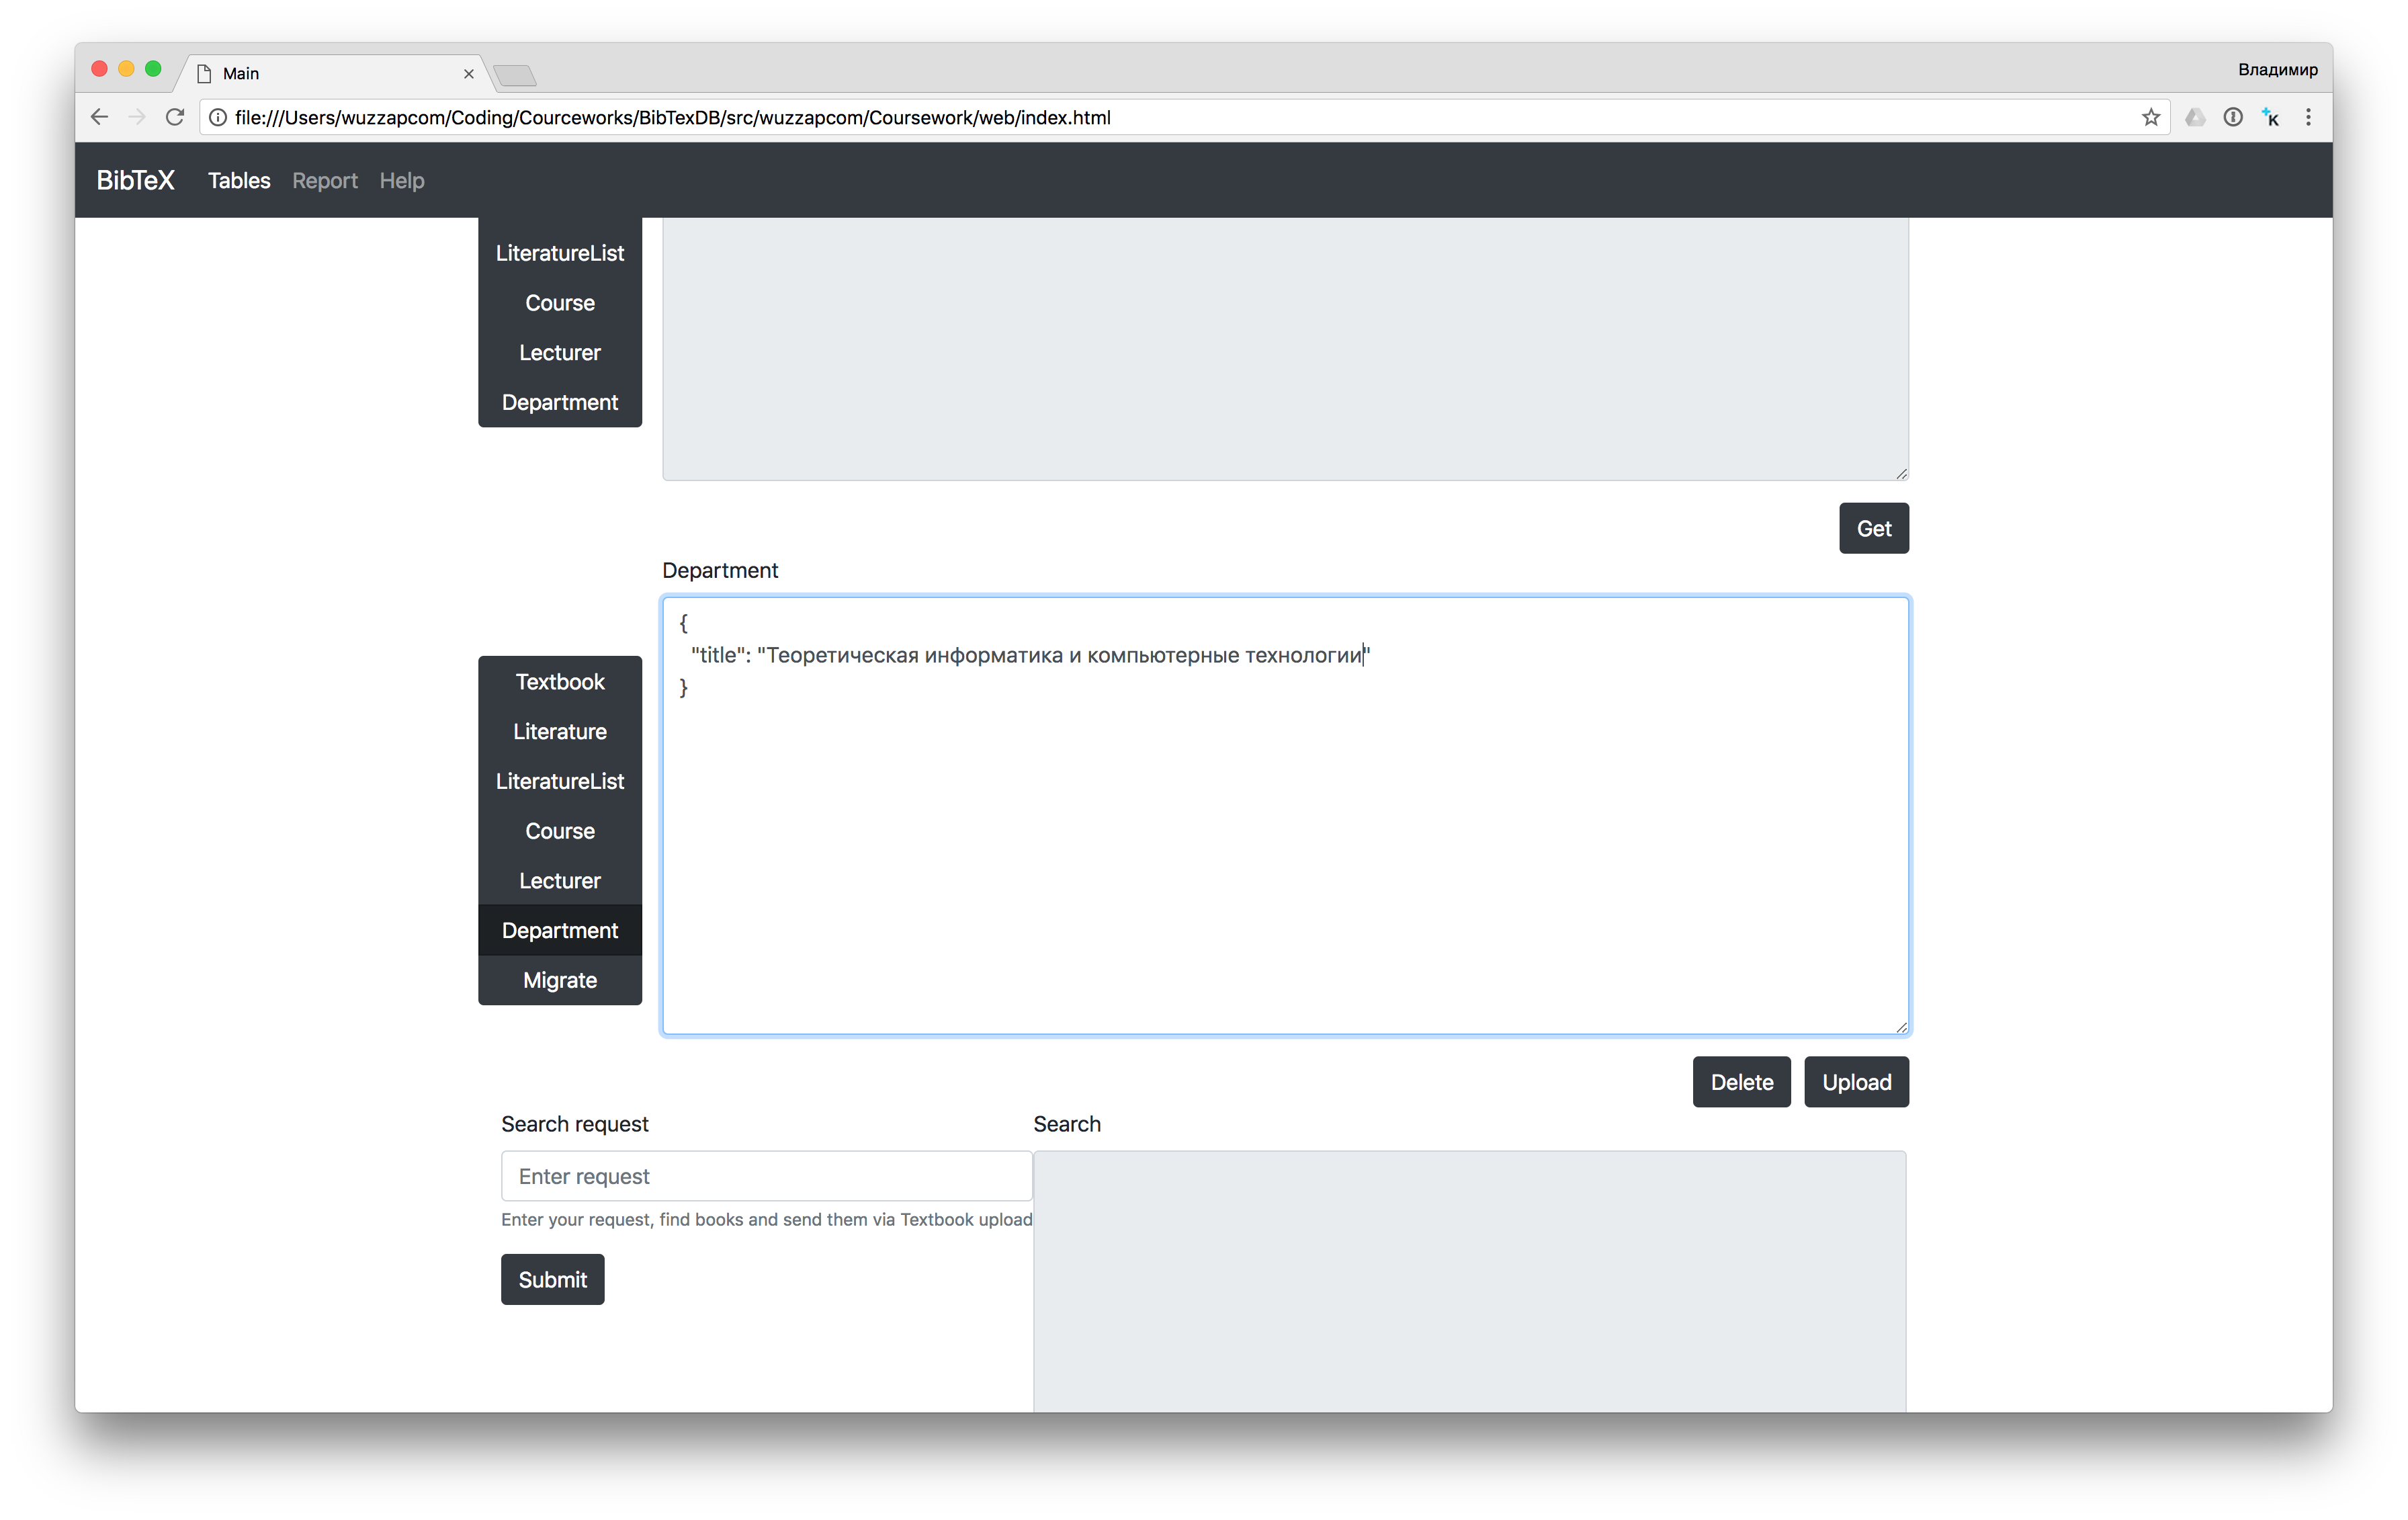 Main
Владимир
file:///Users/wuzzapcom/Coding/Courceworks/BibTexDB/src/wuzzapcom/Coursework/web/index.html
K
BibTeX Tables Report Help
LiteratureList
Course
Lecturer
Department
Get
Department
{
"title": "Теоретическая информатика и компьютерные технологии"
}
Textbook
Literature
LiteratureList
Course
Lecturer
Department
Migrate
Delete Upload
Search request Search
Enter request
Enter your request, find books and send them via Textbook upload
Submit